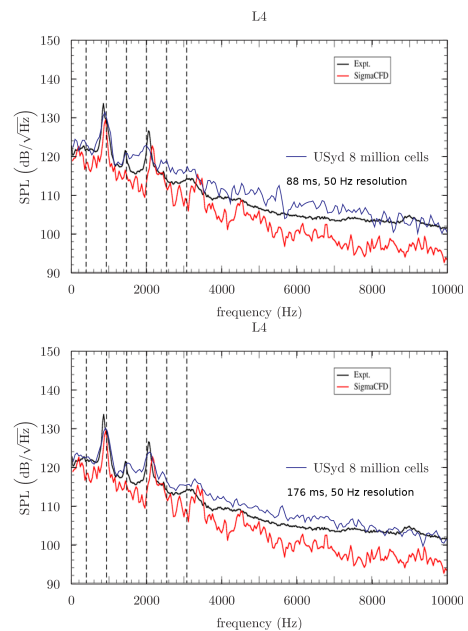 L4
150
140
130
120
110
100
90
SPL (dB/√Hz)
Expt.
SigmaCFD
USyd 8 million cells
88 ms, 50 Hz resolution
0 2000 4000 6000 8000 10000
frequency (Hz)
L4
150
140
130
120
110
100
90
SPL (dB/√Hz)
Expt.
SigmaCFD
USyd 8 million cells
176 ms, 50 Hz resolution
0 2000 4000 6000 8000 10000
frequency (Hz)